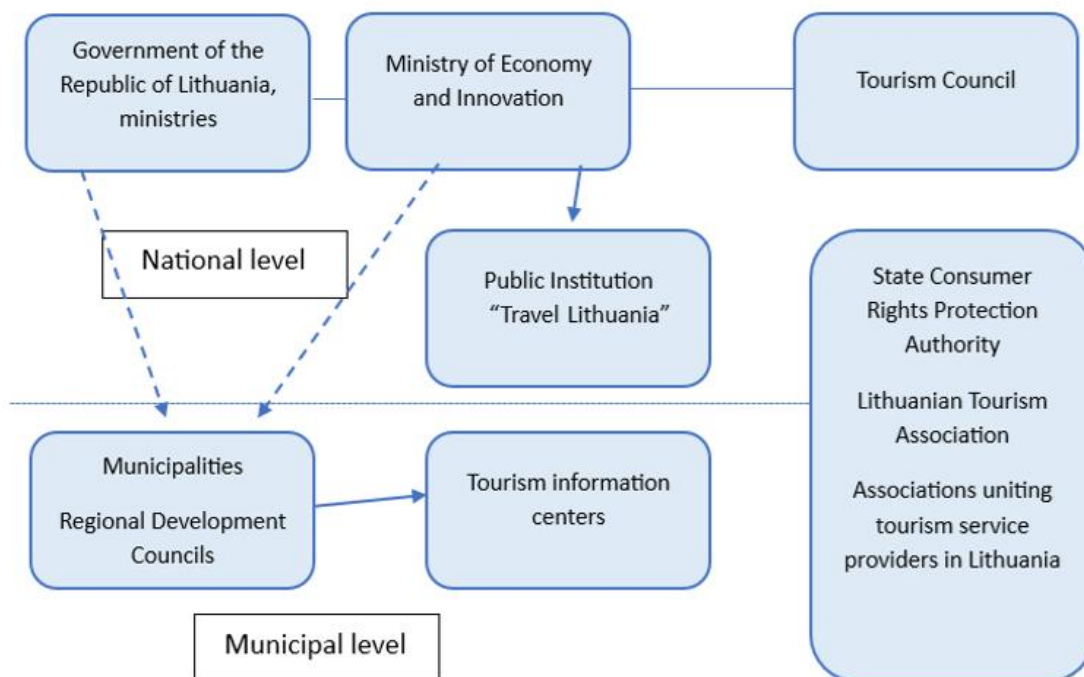 Government of the
Republic of Lithuania,
ministries
Ministry of Economy
and Innovation
Tourism Council
National level
Public Institution
“Travel Lithuania”
State Consumer
Rights Protection
Authority
Lithuanian Tourism
Association
Associations uniting
tourism service
providers in Lithuania
Municipalities
Regional Development
Councils
Tourism information
centers
Municipal level